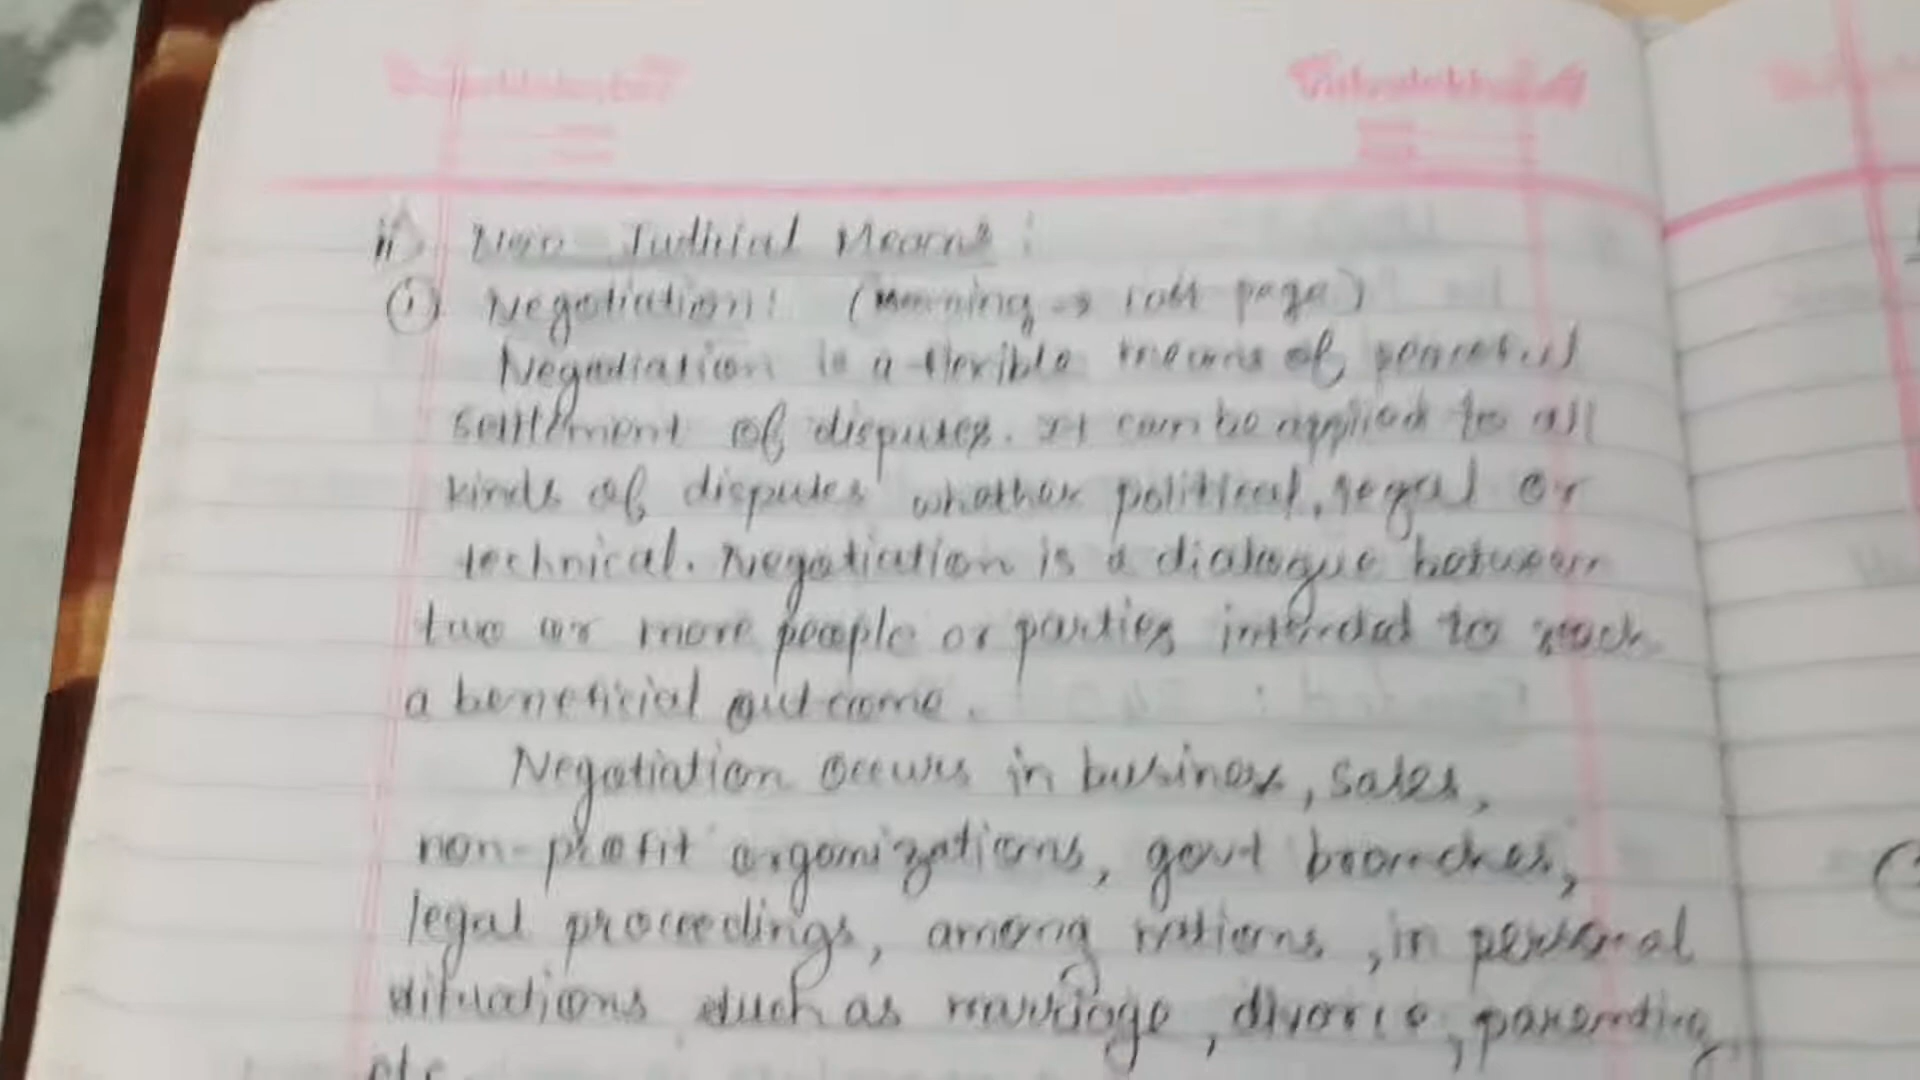 ii) Non Judicial Means :
① Negotiation: (Meaning → last page)
Negotiation is a flexible means of peaceful
settlement of disputes. It can be applied to all
kinds of disputes whether political, legal or
technical. Negotiation is a dialogue between
two or more people or parties intended to reach
a beneficial outcome.
Negotiation occurs in business, sales,
non-profit organizations, govt branches,
legal proceedings, among nations, in personal
situations such as marriage, divorce, parenting,
etc